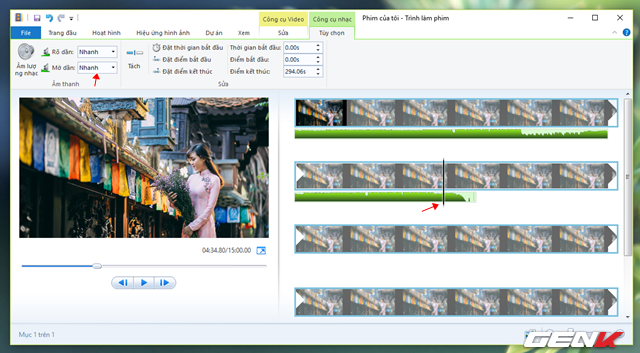 Công cụ Video
Công cụ nhạc
Phim của tôi - Trình làm phim
File
Trang đầu
Hoạt hình
Hiệu ứng hình ảnh
Dự án
Xem
Sửa
Tùy chọn
Âm lượng nhạc
Rõ dần:
Nhanh
Mờ dần:
Nhanh
Âm thanh
Tách
Đặt thời gian bắt đầu
Đặt điểm bắt đầu
Đặt điểm kết thúc
Thời gian bắt đầu:
0.00s
Điểm bắt đầu:
0.00s
Điểm kết thúc:
294.06s
Sửa
04:34.80/15:00.00
Mục 1 trên 1
GENK